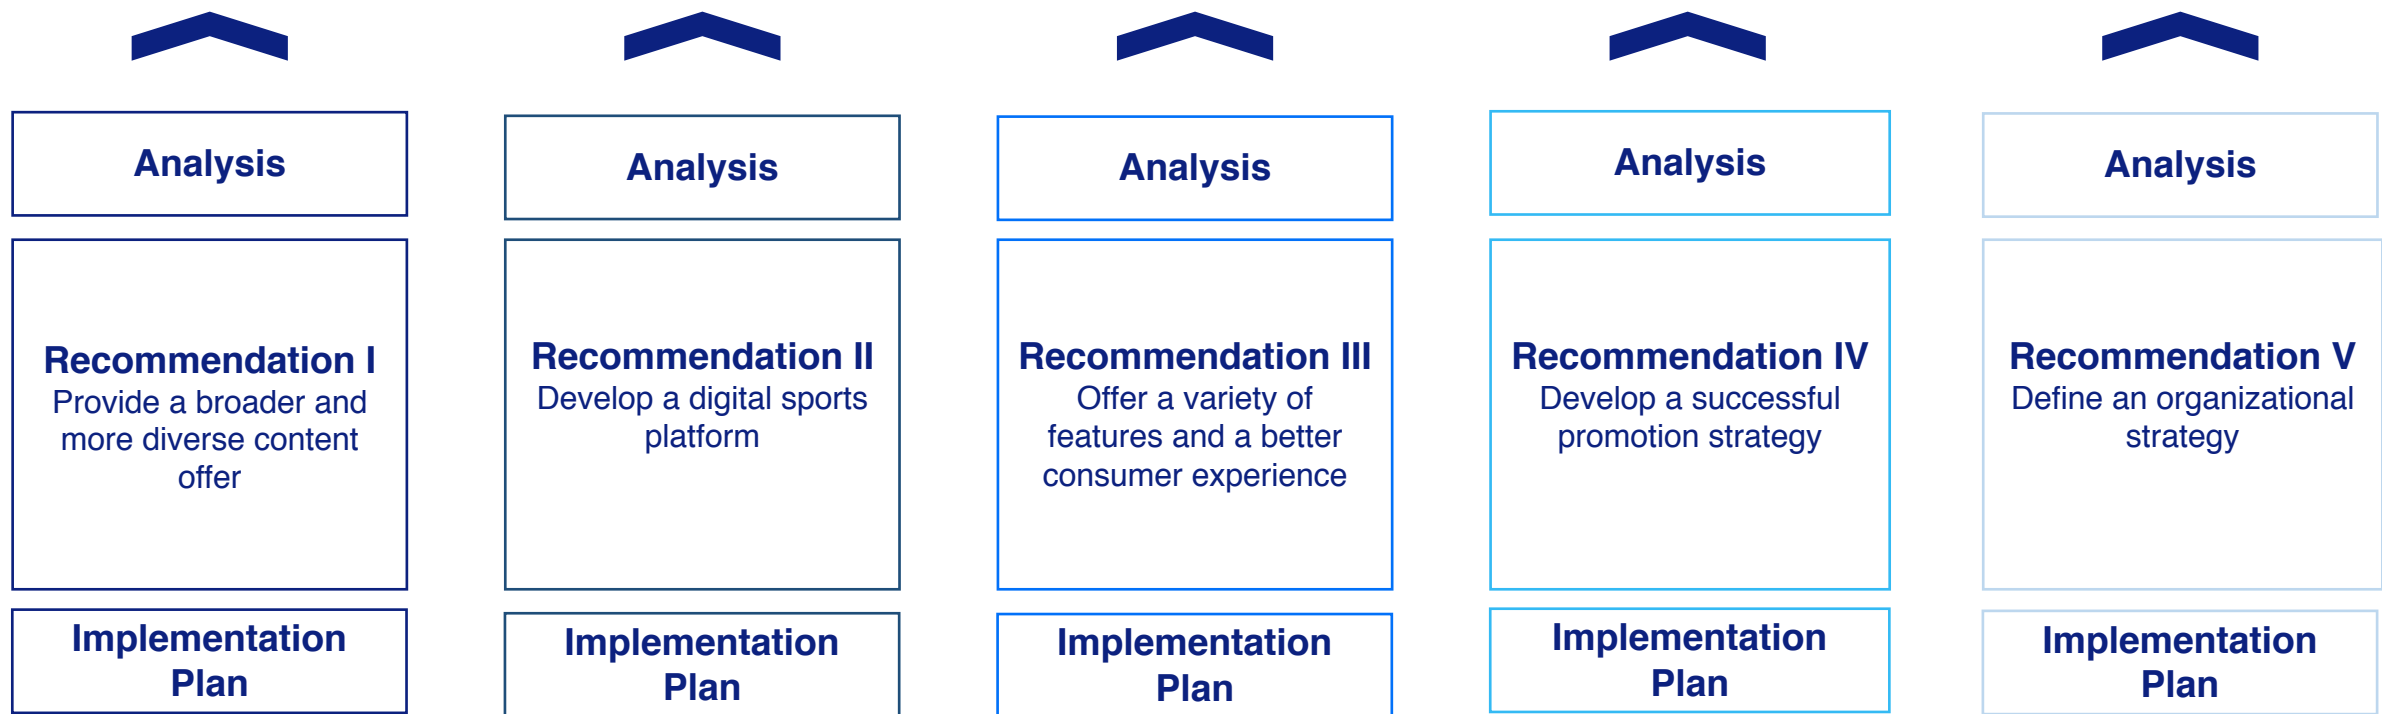 Analysis
Analysis
Analysis
Analysis
Analysis
Recommendation I
Provide a broader and
more diverse content
offer
Recommendation II
Develop a digital sports
platform
Recommendation III
Offer a variety of
features and a better
consumer experience
Recommendation IV
Develop a successful
promotion strategy
Recommendation V
Define an organizational
strategy
Implementation
Plan
Implementation
Plan
Implementation
Plan
Implementation
Plan
Implementation
Plan